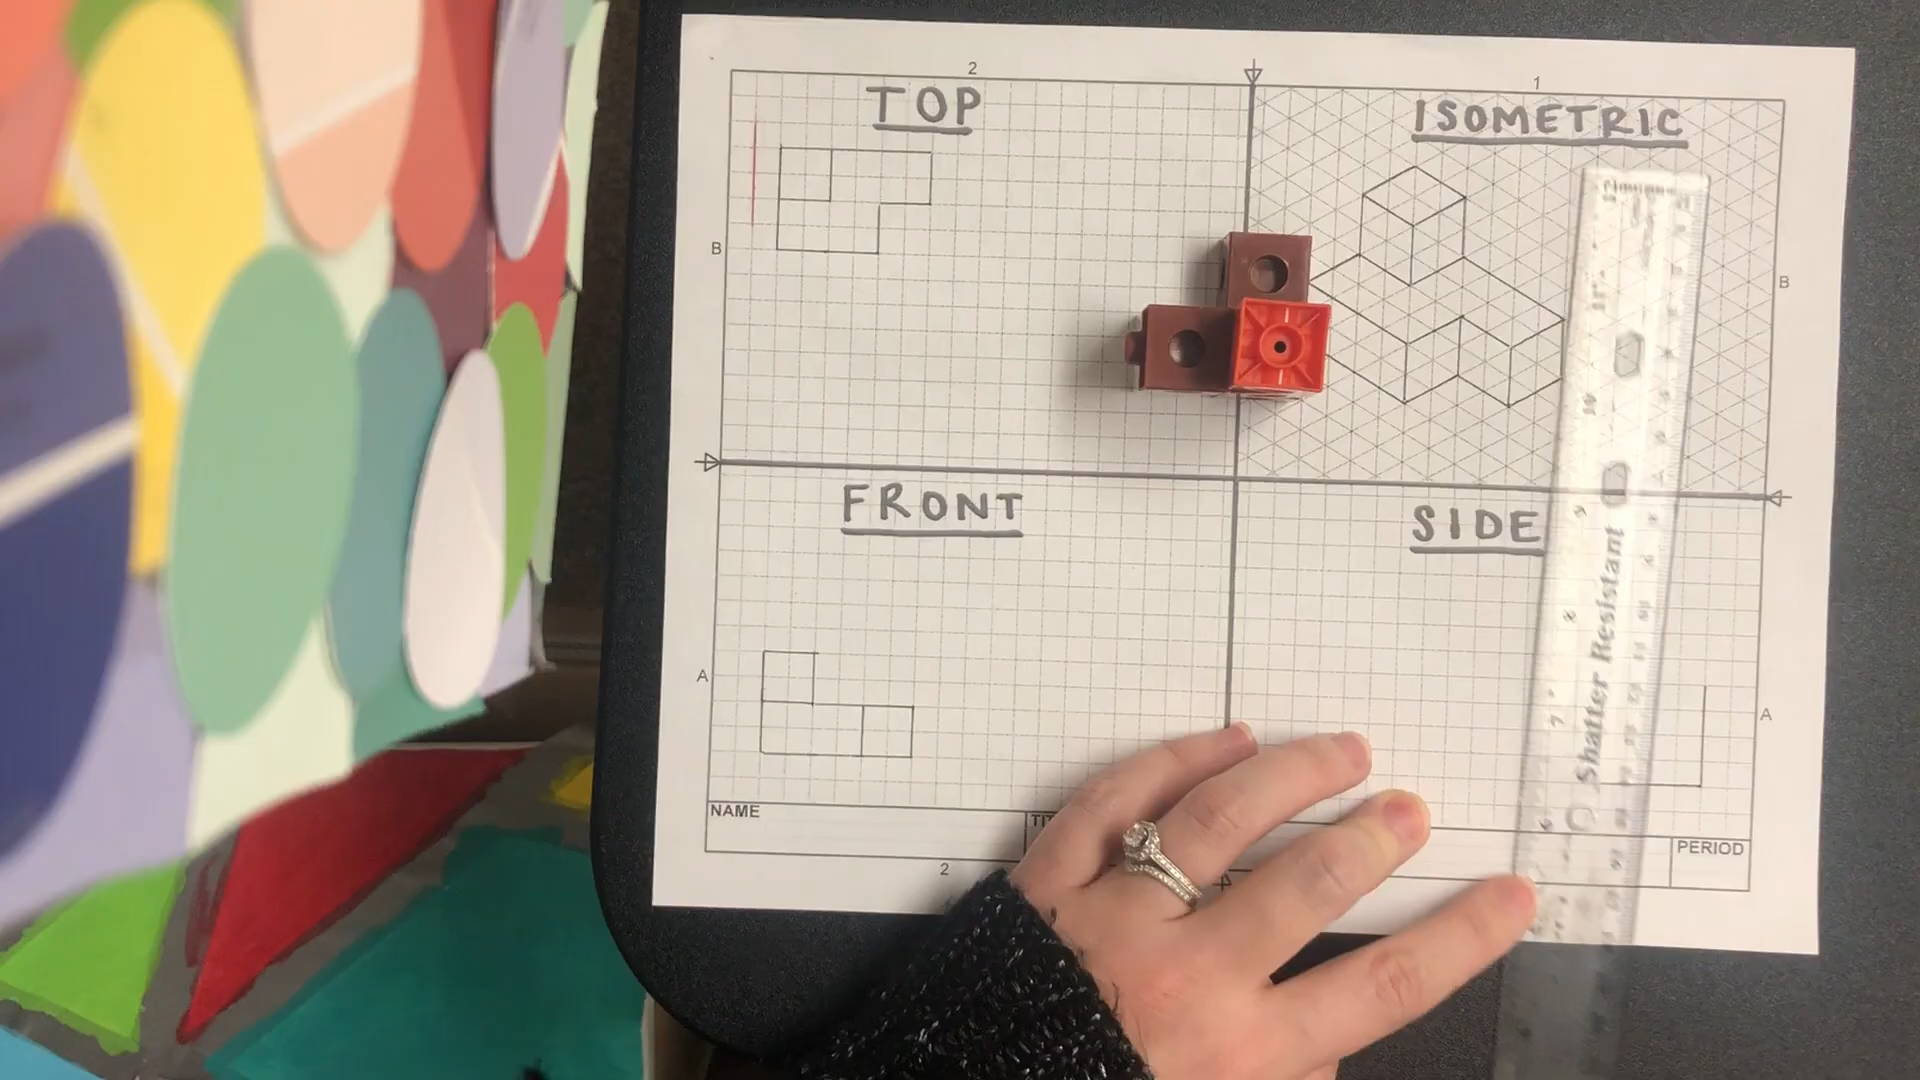 2
1
TOP
ISOMETRIC
B
B
FRONT
SIDE
Shatter Resistant
A
A
NAME
PERIOD
2